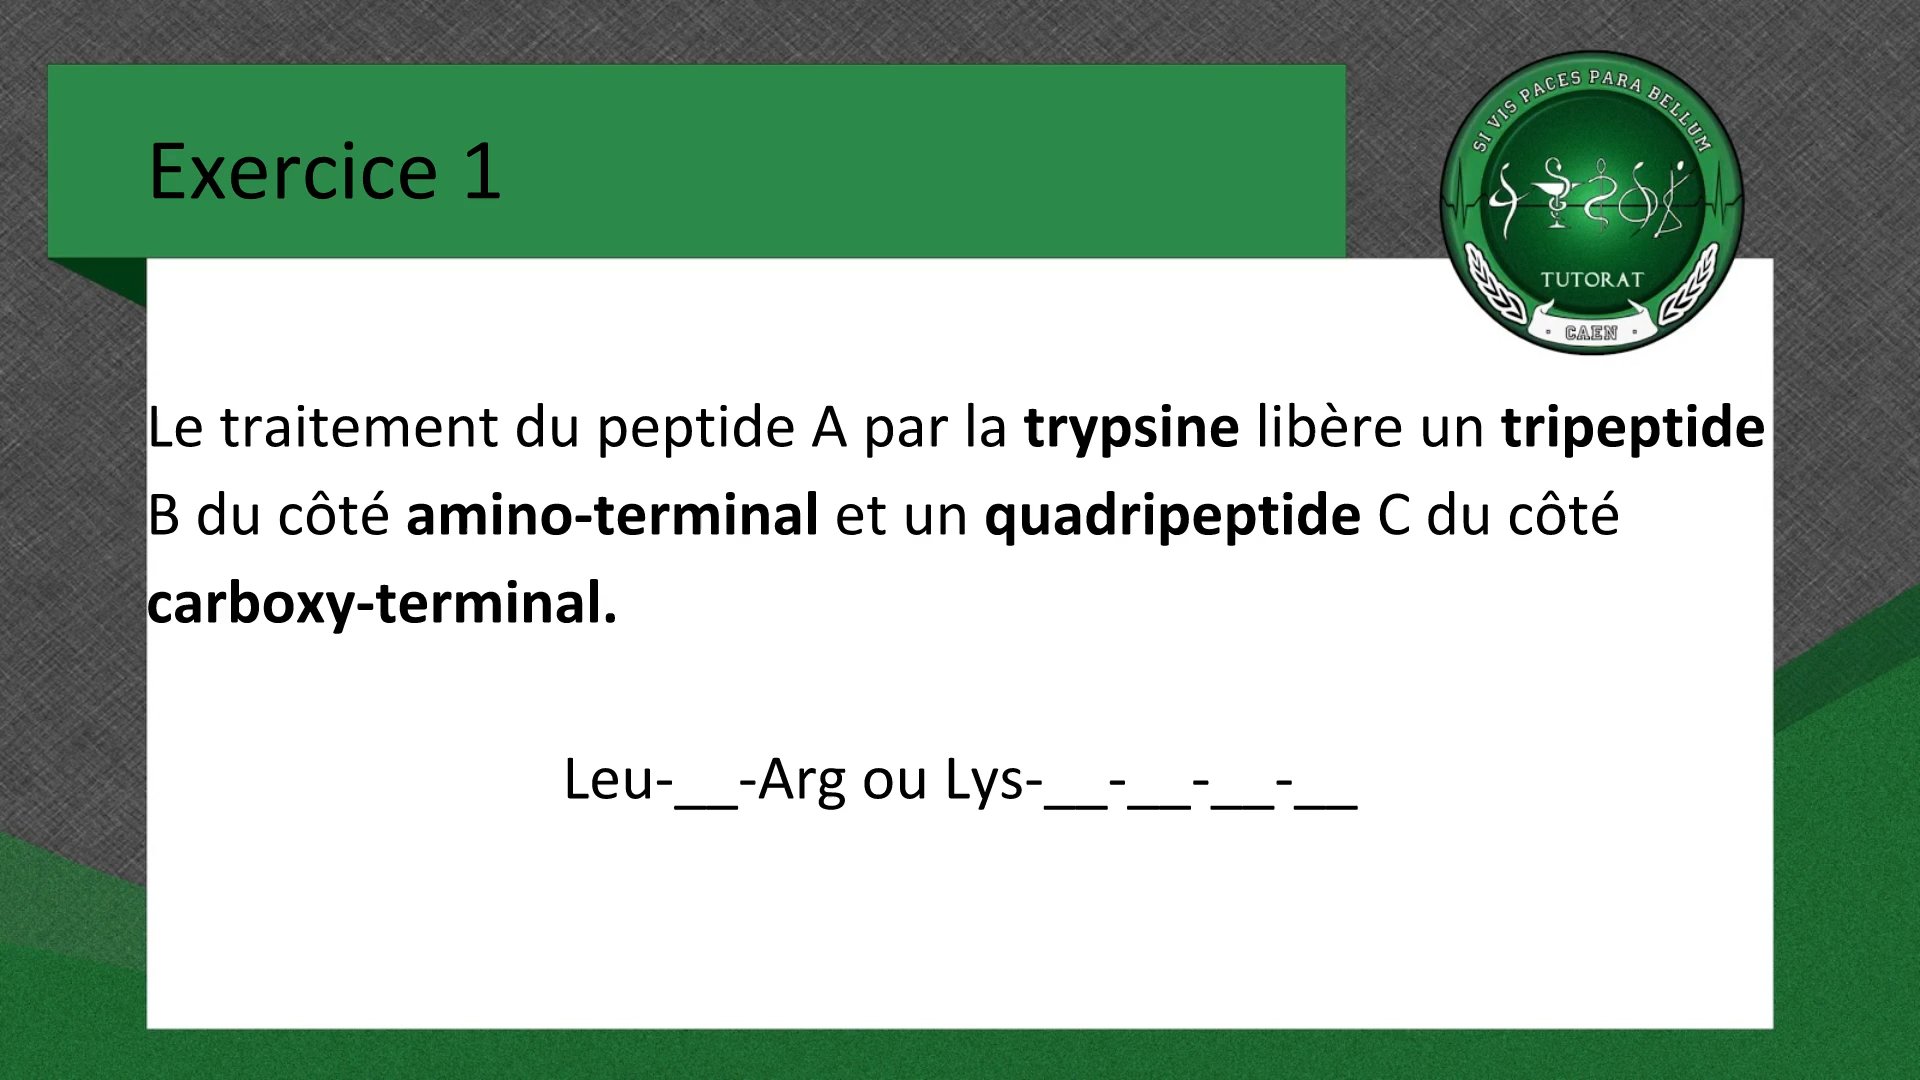 Exercice 1
SI VIS PACES PARA BELLUM
TUTORAT
· CAEN ·
Le traitement du peptide A par la trypsine libère un tripeptide
B du côté amino-terminal et un quadripeptide C du côté
carboxy-terminal.
Leu-__-Arg ou Lys-__-__-__-__